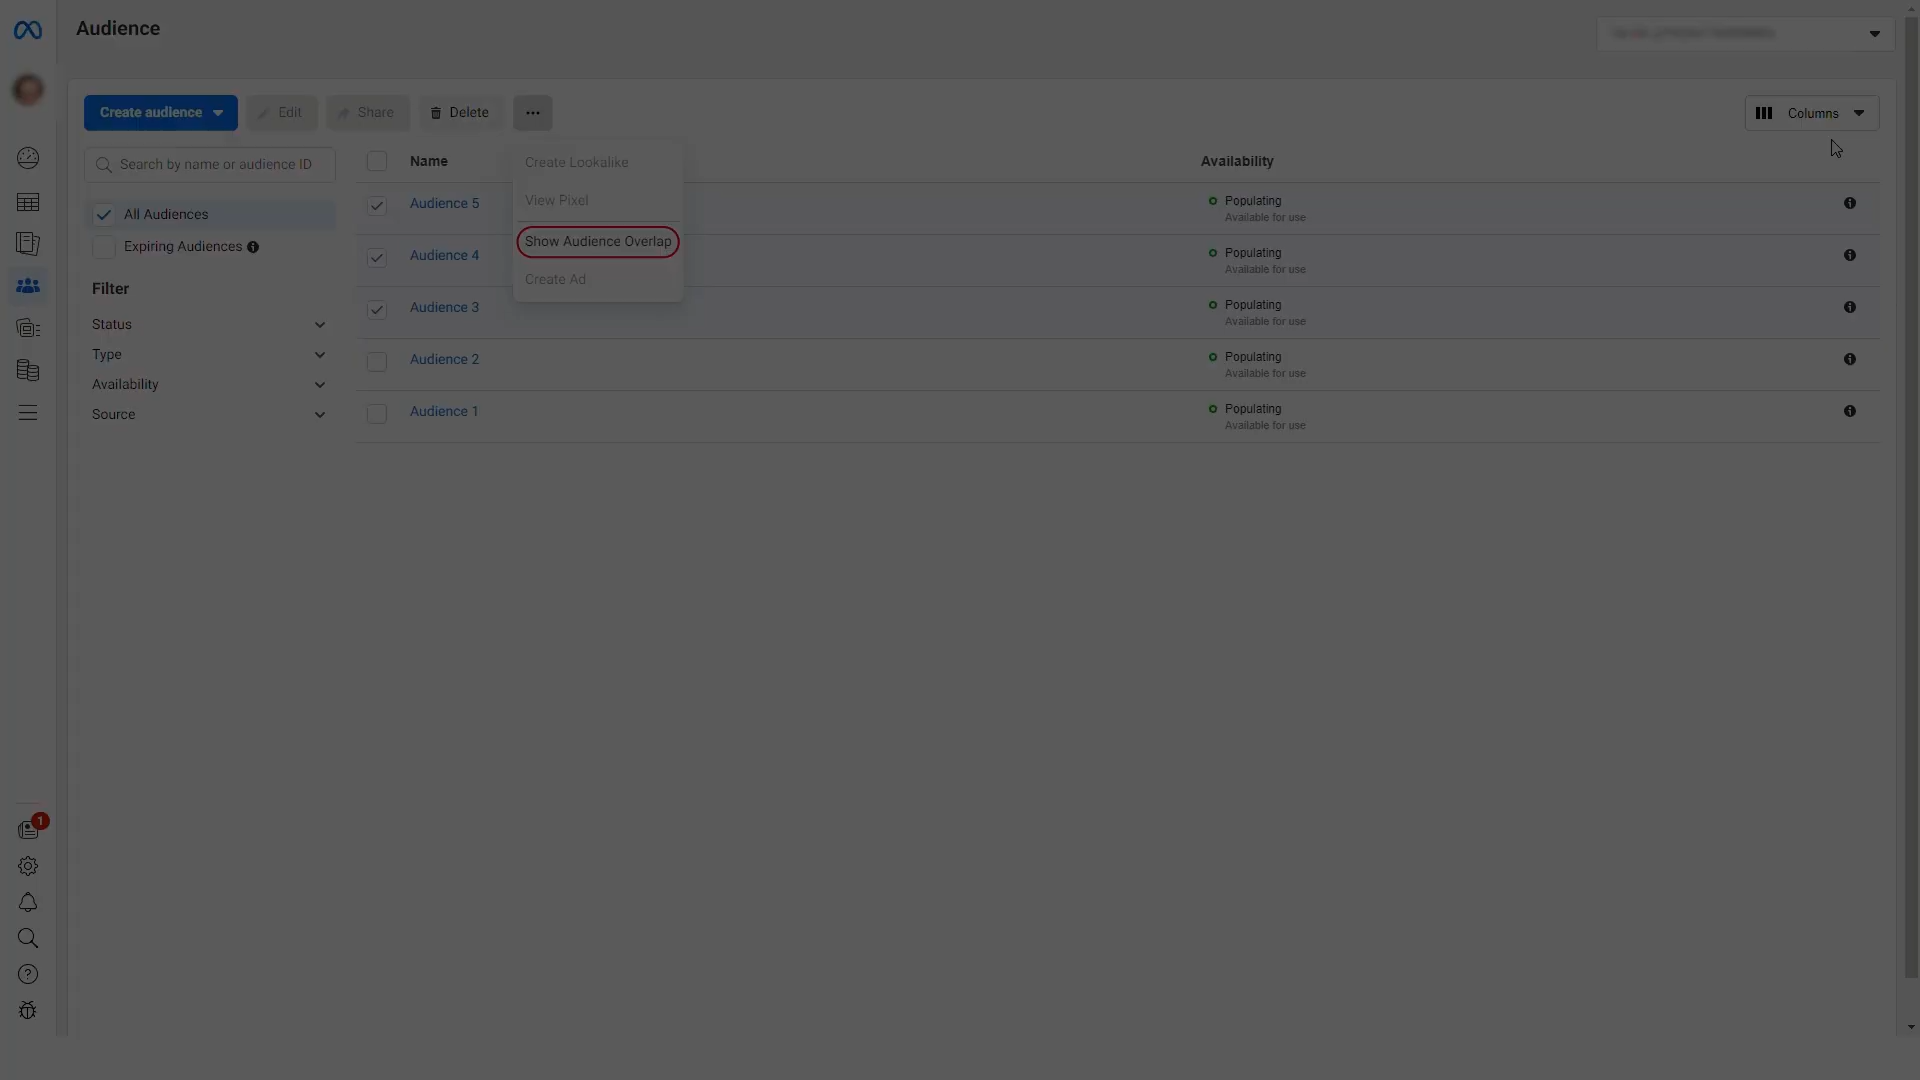 Audience
Create audience
Edit
Share
Delete
Columns
Search by name or audience ID
All Audiences
Expiring Audiences
Filter
Status
Type
Availability
Source
Name
Availability
Create Lookalike
View Pixel
Show Audience Overlap
Create Ad
Audience 5
Populating
Available for use
Audience 4
Populating
Available for use
Audience 3
Populating
Available for use
Audience 2
Populating
Available for use
Audience 1
Populating
Available for use
1